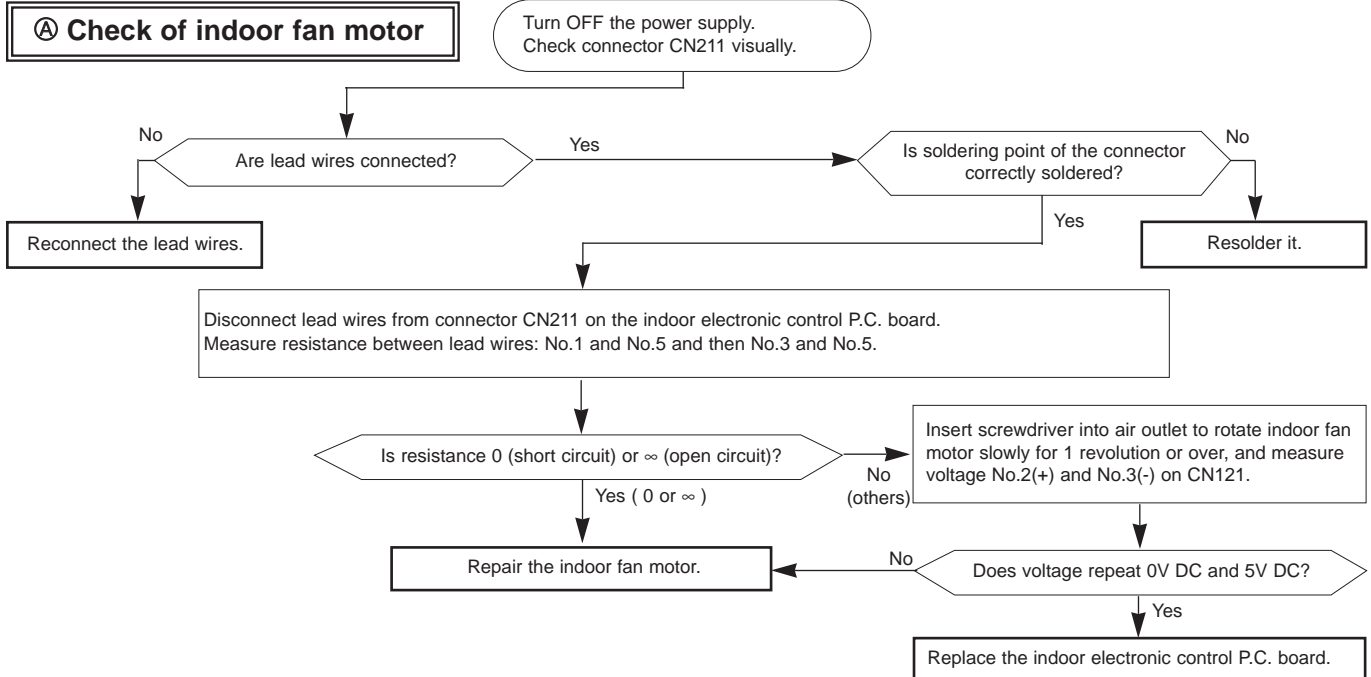 Ⓐ Check of indoor fan motor
Turn OFF the power supply.
Check connector CN211 visually.
No
Are lead wires connected?
Yes
Is soldering point of the connector
correctly soldered?
No
Reconnect the lead wires.
Yes
Resolder it.
Disconnect lead wires from connector CN211 on the indoor electronic control P.C. board.
Measure resistance between lead wires: No.1 and No.5 and then No.3 and No.5.
Is resistance 0 (short circuit) or ∞ (open circuit)?
No
(others)
Insert screwdriver into air outlet to rotate indoor fan
motor slowly for 1 revolution or over, and measure
voltage No.2(+) and No.3(-) on CN121.
Yes ( 0 or ∞ )
Repair the indoor fan motor.
No
Does voltage repeat 0V DC and 5V DC?
Yes
Replace the indoor electronic control P.C. board.